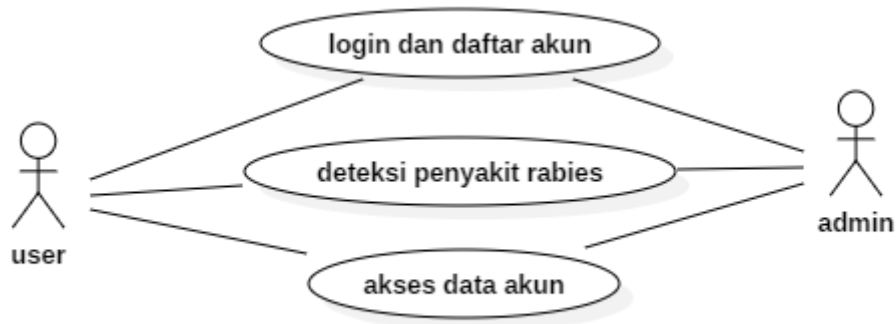 login dan daftar akun
deteksi penyakit rabies
akses data akun
user
admin